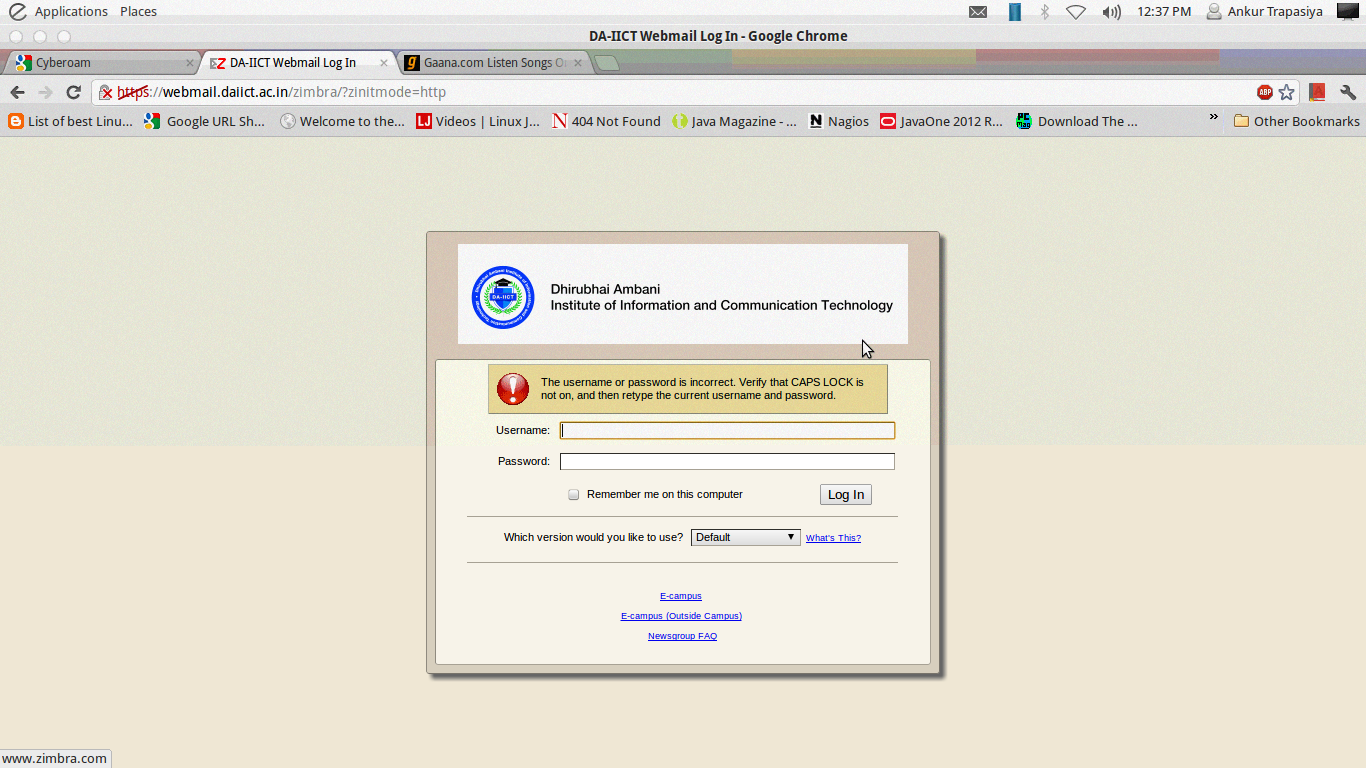 Applications Places 12:37 PM Ankur Trapasiya
DA-IICT Webmail Log In - Google Chrome
Cyberoam DA-IICT Webmail Log In Gaana.com Listen Songs O
https://webmail.daiict.ac.in/zimbra/?zinitmode=http ABP
List of best Linu... Google URL Sh... Welcome to the... LJ Videos | Linux J... N 404 Not Found Java Magazine - ... N Nagios JavaOne 2012 R... PC Mag Download The ... » Other Bookmarks
DA-IICT
Dhirubhai Ambani
Institute of Information and Communication Technology
The username or password is incorrect. Verify that CAPS LOCK is
not on, and then retype the current username and password.
Username:
Password:
Remember me on this computer Log In
Which version would you like to use? Default What's This?
E-campus
E-campus (Outside Campus)
Newsgroup FAQ
www.zimbra.com